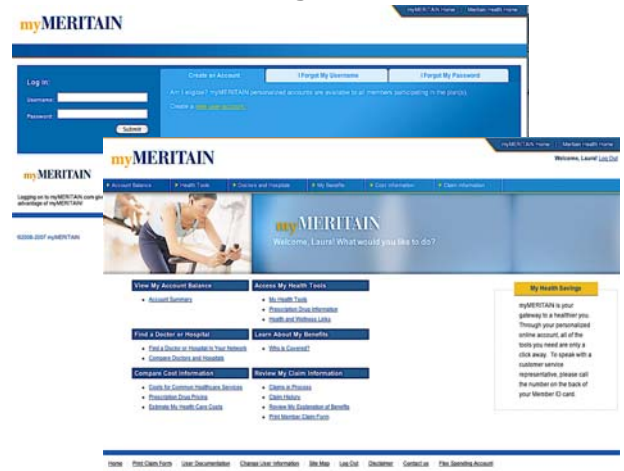 myMERITAIN Home | Meritain Health Home
myMERITAIN
Log In:
Username:
Password:
Submit
Create an Account
I Forgot My Username
I Forgot My Password
Am I eligible? myMERITAIN personalized accounts are available to all members participating in the plan(s).
Create a new user account.
myMERITAIN
Logging on to myMERITAIN.com
advantage of myMERITAIN!
©2006-2007 myMERITAIN
myMERITAIN Home | Meritain Health Home
myMERITAIN
Welcome, Laura! Log Out
Account Balance
Health Tools
Doctors and Hospitals
My Benefits
Cost Information
Claim Information
myMERITAIN
Welcome, Laura! What would you like to do?
View My Account Balance
Account Summary
Access My Health Tools
My Health Tools
Prescription Drug Information
Health and Wellness Links
Find a Doctor or Hospital
Find a Doctor or Hospital in Your Network
Compare Doctors and Hospitals
Learn About My Benefits
Who is Covered?
Compare Cost Information
Costs for Common Healthcare Services
Prescription Drug Pricing
Estimate My Health Care Costs
Review My Claim Information
Claims in Process
Claim History
Review My Explanation of Benefits
Print Member Claim Form
My Health Savings
myMERITAIN is your
gateway to a healthier you.
Through your personalized
online account, all of the
tools you need are only a
click away. To speak with a
customer service
representative, please call
the number on the back of
your Member ID card.
Home Print Claim Form User Documentation Change User Information Site Map Log Out Disclaimer Contact us Flex Spending Account